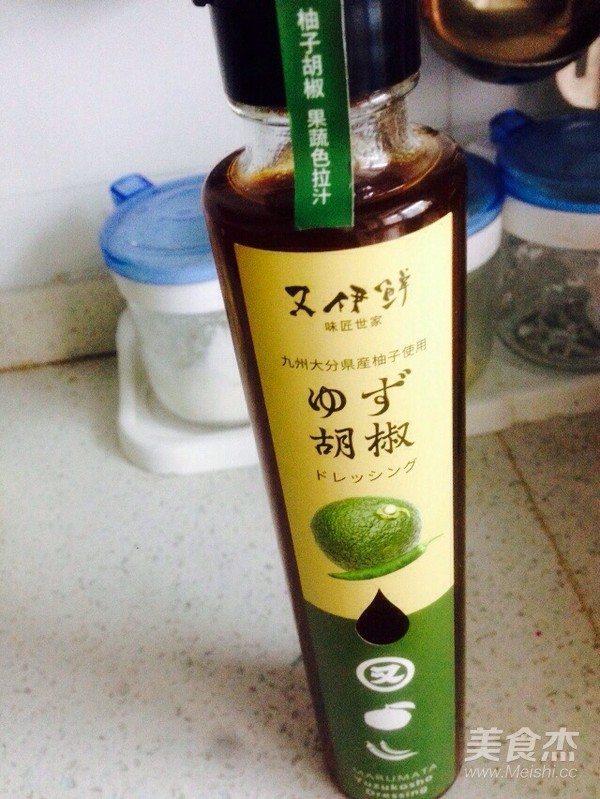 柚子胡椒 果蔬色拉汁
又伊鮮
味匠世家
九州大分県産柚子使用
ゆず
胡椒
ドレッシング
又
MARUMATA
Yuzukosho
Dressing
美食杰
www.Meishi.cc